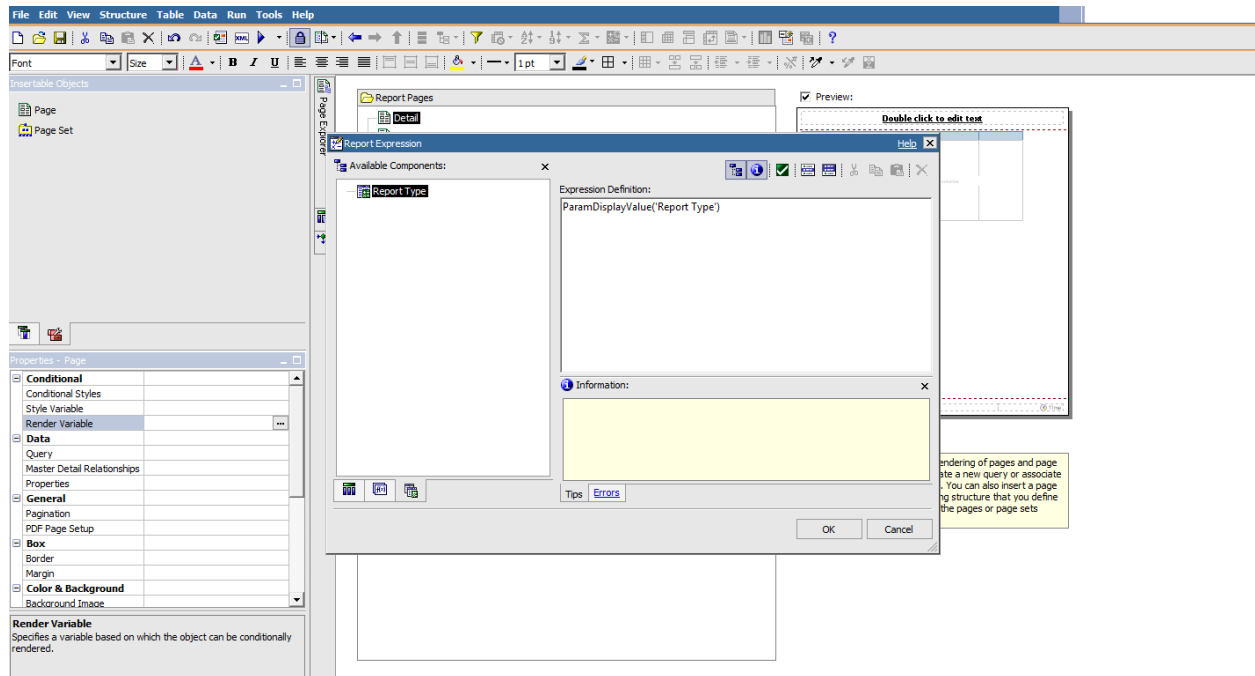 File Edit View Structure Table Data Run Tools Help
Font Size 1 pt
Insertable Objects
Page
Page Set
Page Explorer
Report Pages
Detail
Preview:
Double click to edit text
Report Expression Help
Available Components:
Report Type
Expression Definition:
ParamDisplayValue('Report Type')
Information:
Tips Errors
OK Cancel
Properties - Page
Conditional
Conditional Styles
Style Variable
Render Variable
Data
Query
Master Detail Relationships
Properties
General
Pagination
PDF Page Setup
Box
Border
Margin
Color & Background
Background Image
Render Variable
Specifies a variable based on which the object can be conditionally
rendered.
endering of pages and page
ate a new query or associate
. You can also insert a page
ng structure that you define
the pages or page sets